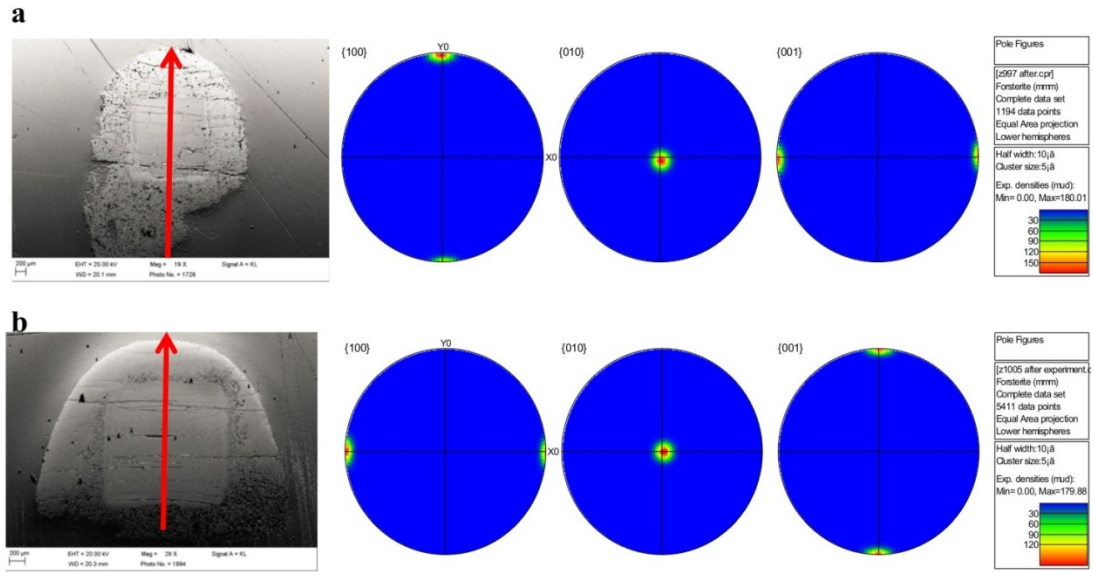 a
{100}
Y0
{010}
{001}
X0
Pole Figures
[z997 after.cpr]
Forsterite (mmm)
Complete data set
1194 data points
Equal Area projection
Lower hemispheres
Half width:10¡ã
Cluster size:5¡ã
Exp. densities (mud):
Min= 0.00, Max=180.01
30
60
90
120
150
200 µm
EHT = 20.00 kV
Mag = 19 X
Signal A = KL
WD = 20.1 mm
Photo No. = 1728
b
{100}
Y0
{010}
{001}
X0
Pole Figures
[z1005 after experiment.c
Forsterite (mmm)
Complete data set
5411 data points
Equal Area projection
Lower hemispheres
Half width:10¡ã
Cluster size:5¡ã
Exp. densities (mud):
Min= 0.00, Max=179.88
30
60
90
120
200 µm
EHT = 20.00 kV
Mag = 29 X
Signal A = KL
WD = 20.3 mm
Photo No. = 1994